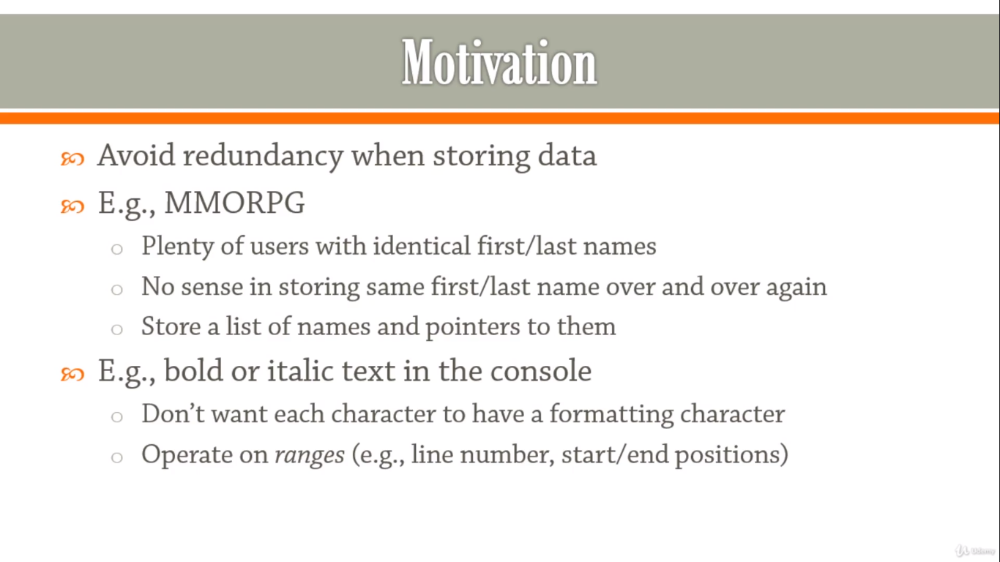 Motivation
Avoid redundancy when storing data
E.g., MMORPG
Plenty of users with identical first/last names
No sense in storing same first/last name over and over again
Store a list of names and pointers to them
E.g., bold or italic text in the console
Don’t want each character to have a formatting character
Operate on ranges (e.g., line number, start/end positions)
Udemy